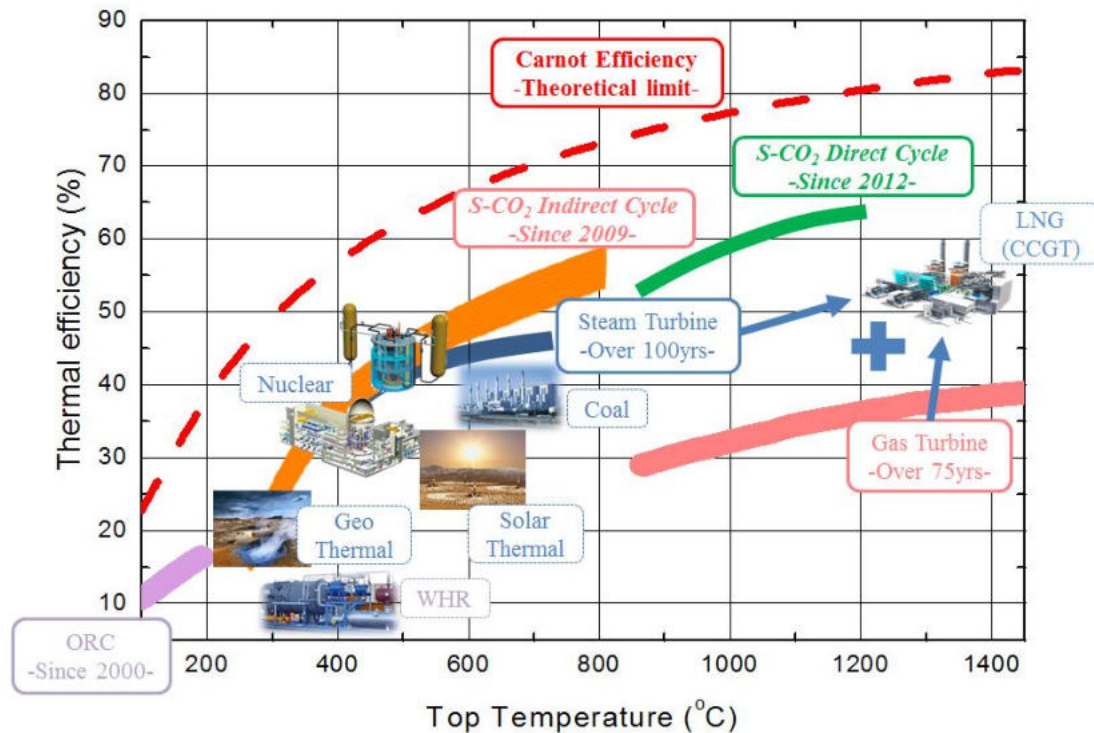 90
80
70
60
50
40
30
20
10
Thermal efficiency (%)
Carnot Efficiency
-Theoretical limit-
S-CO₂ Direct Cycle
-Since 2012-
S-CO₂ Indirect Cycle
-Since 2009-
LNG
(CCGT)
Steam Turbine
-Over 100yrs-
Nuclear
Coal
Gas Turbine
-Over 75yrs-
Geo
Thermal
Solar
Thermal
WHR
ORC
-Since 2000-
200 400 600 800 1000 1200 1400
Top Temperature (°C)